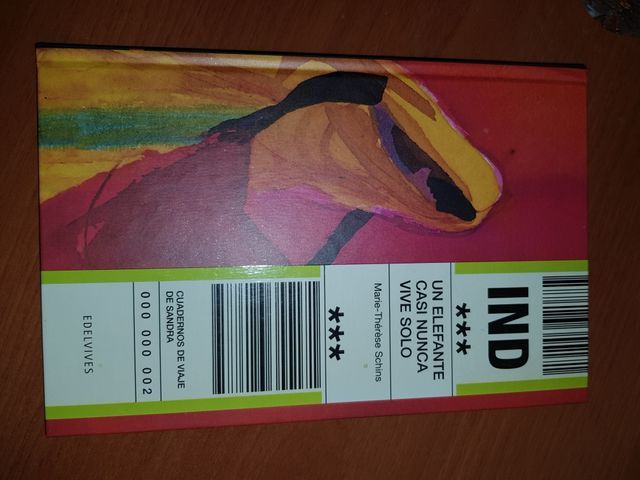 IND
***
UN ELEFANTE
CASI NUNCA
VIVE SOLO
Marie-Thérèse Schins
***
CUADERNOS DE VIAJE
DE SANDRA
000 000 002
EDELVIVES